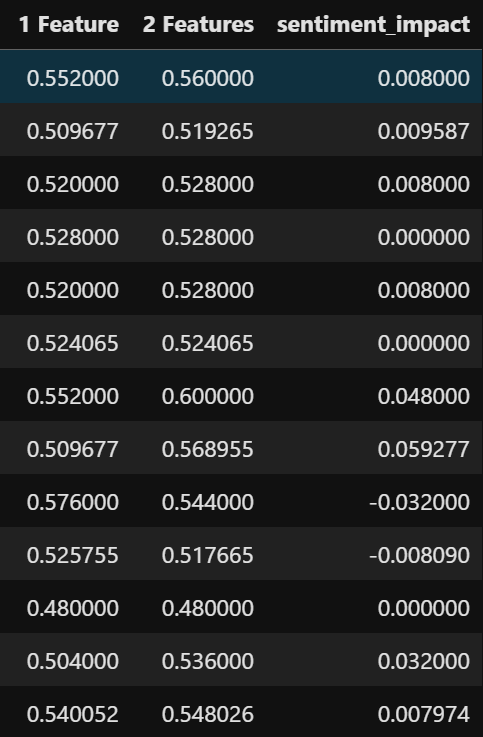 1 Feature 2 Features sentiment_impact
0.552000 0.560000 0.008000
0.509677 0.519265 0.009587
0.520000 0.528000 0.008000
0.528000 0.528000 0.000000
0.520000 0.528000 0.008000
0.524065 0.524065 0.000000
0.552000 0.600000 0.048000
0.509677 0.568955 0.059277
0.576000 0.544000 -0.032000
0.525755 0.517665 -0.008090
0.480000 0.480000 0.000000
0.504000 0.536000 0.032000
0.540052 0.548026 0.007974